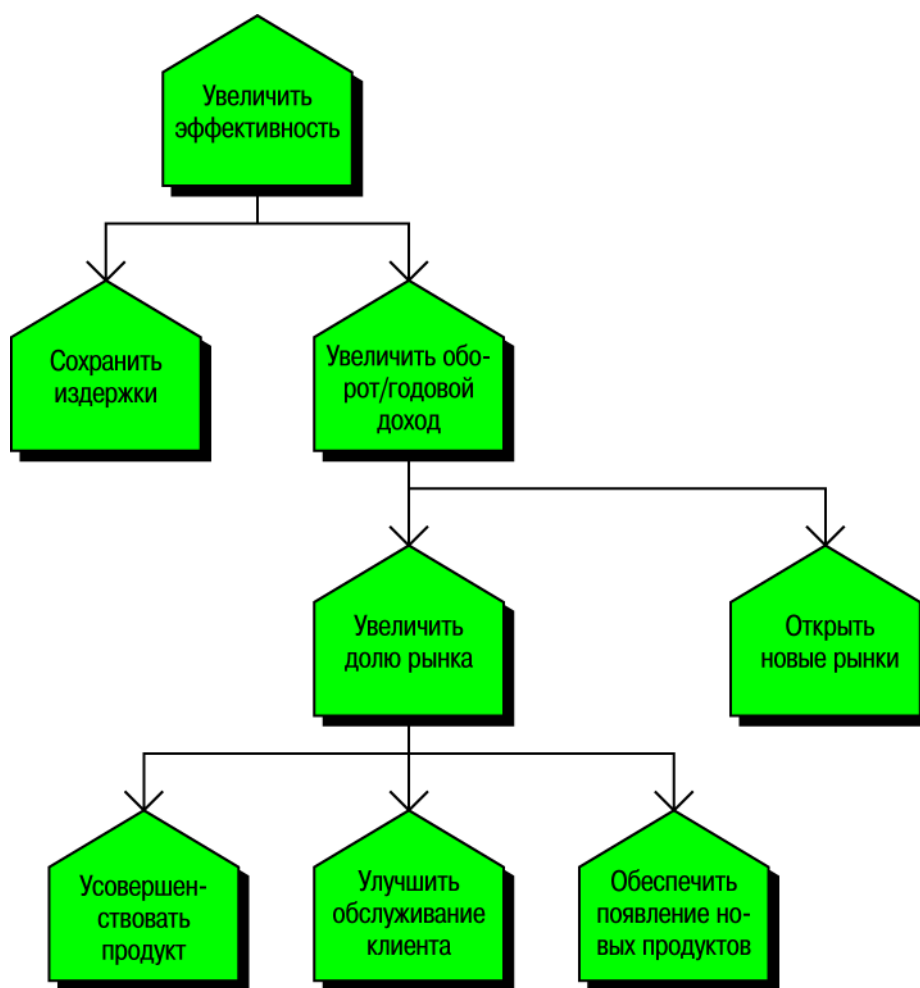 Увеличить
эффективность
Сохранить
издержки
Увеличить обо-
рот/годовой
доход
Увеличить
долю рынка
Открыть
новые рынки
Усовершен-
ствовать
продукт
Улучшить
обслуживание
клиента
Обеспечить
появление но-
вых продуктов